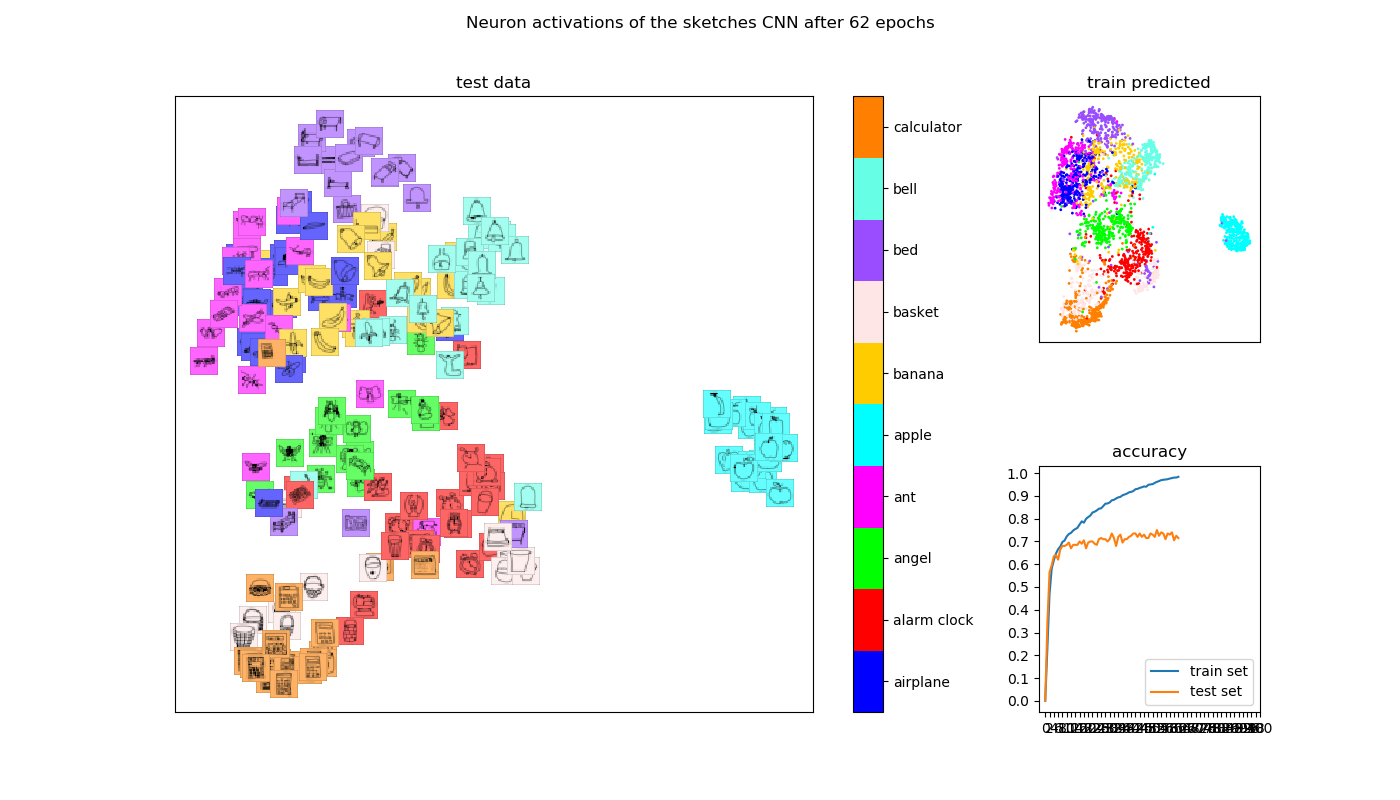 Neuron activations of the sketches CNN after 62 epochs
test data
train predicted
calculator
bell
bed
basket
banana
apple
ant
angel
alarm clock
airplane
accuracy
1.0
0.9
0.8
0.7
0.6
0.5
0.4
0.3
0.2
0.1
0.0
train set
test set